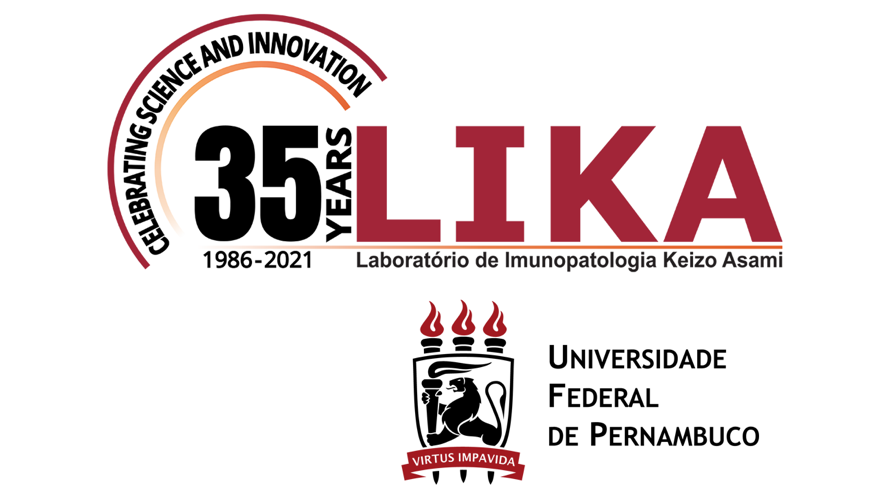 CELEBRATING SCIENCE AND INNOVATION
35 YEARS
LIKA
1986-2021
Laboratório de Imunopatologia Keizo Asami
UNIVERSIDADE
FEDERAL
DE PERNAMBUCO
VIRTUS IMPAVIDA